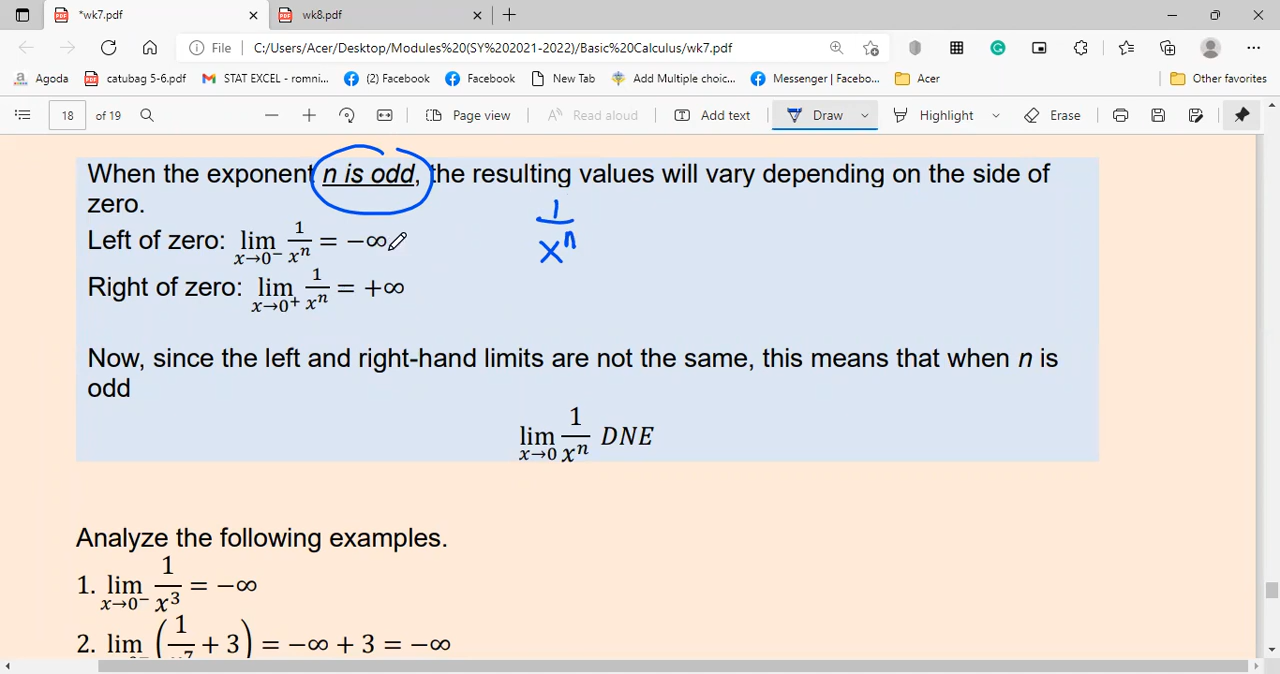 *wk7.pdf
wk8.pdf
File C:/Users/Acer/Desktop/Modules%20(SY%202021-2022)/Basic%20Calculus/wk7.pdf
Agoda catubag 5-6.pdf STAT EXCEL - romni... (2) Facebook Facebook New Tab Add Multiple choic... Messenger | Facebo... Acer Other favorites
18 of 19 Page view Read aloud Add text Draw Highlight Erase
When the exponent n is odd, the resulting values will vary depending on the side of
zero.
1/xⁿ
Left of zero: lim x→0⁻ 1/xⁿ = −∞
Right of zero: lim x→0⁺ 1/xⁿ = +∞
Now, since the left and right-hand limits are not the same, this means that when n is
odd
lim x→0 1/xⁿ DNE
Analyze the following examples.
1. lim x→0⁻ 1/x³ = −∞
2. lim (1/x⁷ + 3) = −∞ + 3 = −∞